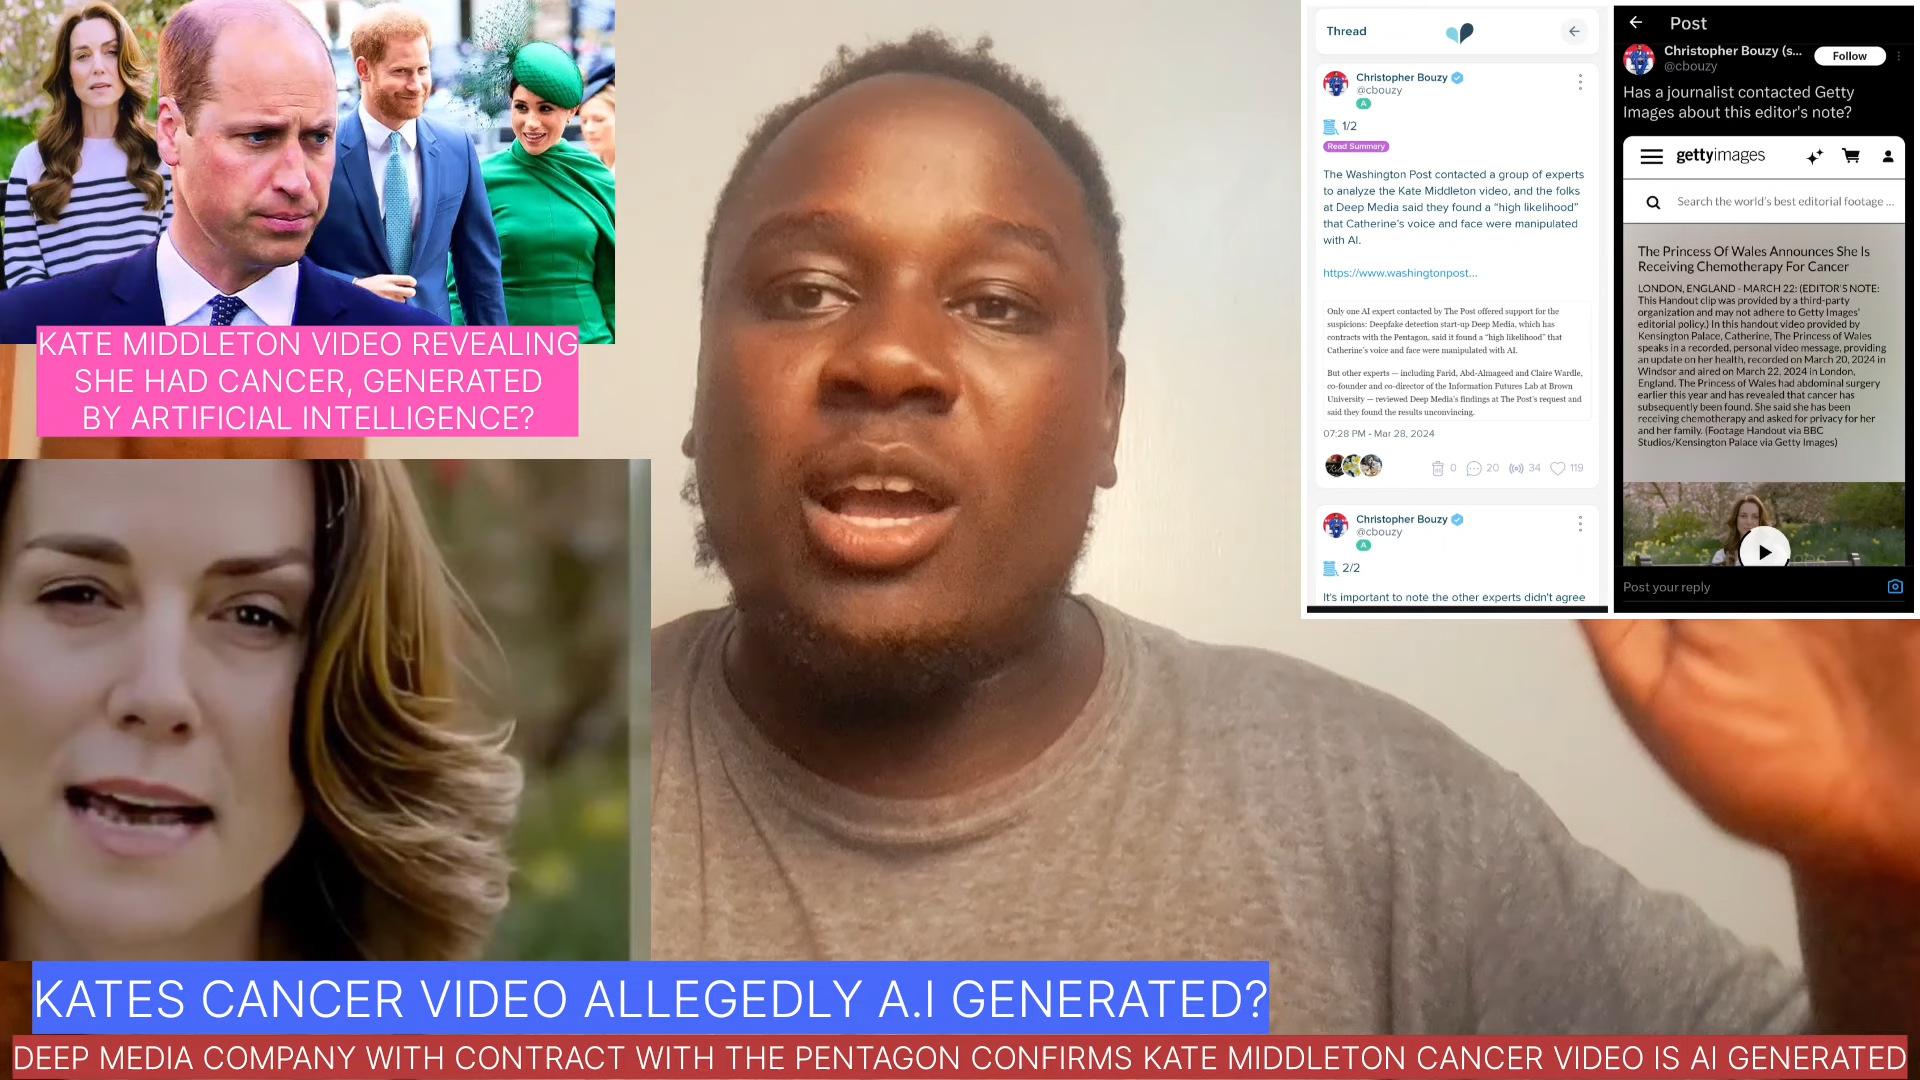 KATE MIDDLETON VIDEO REVEALING
SHE HAD CANCER, GENERATED
BY ARTIFICIAL INTELLIGENCE?
Thread
Christopher Bouzy
@cbouzy
A
1/2
Read Summary
The Washington Post contacted a group of experts
to analyze the Kate Middleton video, and the folks
at Deep Media said they found a “high likelihood”
that Catherine’s voice and face were manipulated
with AI.
https://www.washingtonpost...
Only one AI expert contacted by The Post offered support for the
suspicions: Deepfake detection start-up Deep Media, which has
contracts with the Pentagon, said it found a “high likelihood” that
Catherine’s voice and face were manipulated with AI.
But other experts — including Farid, Abd-Almageed and Claire Wardle,
co-founder and co-director of the Information Futures Lab at Brown
University — reviewed Deep Media’s findings at The Post’s request and
said they found the results unconvincing.
07:28 PM - Mar 28, 2024
0 20 34 119
Christopher Bouzy
@cbouzy
A
2/2
It's important to note the other experts didn't agree
Post
Christopher Bouzy (s...
@cbouzy
Follow
Has a journalist contacted Getty
Images about this editor's note?
gettyimages
Search the world's best editorial footage ...
The Princess Of Wales Announces She Is
Receiving Chemotherapy For Cancer
LONDON, ENGLAND - MARCH 22: (EDITOR'S NOTE:
This Handout clip was provided by a third-party
organization and may not adhere to Getty Images'
editorial policy.) In this handout video provided by
Kensington Palace, Catherine, The Princess of Wales
speaks in a recorded, personal video message, providing
an update on her health, recorded on March 20, 2024 in
Windsor and aired on March 22, 2024 in London,
England. The Princess of Wales had abdominal surgery
earlier this year and has revealed that cancer has
subsequently been found. She said she has been
receiving chemotherapy and asked for privacy for her
and her family. (Footage Handout via BBC
Studios/Kensington Palace via Getty Images)
Post your reply
KATES CANCER VIDEO ALLEGEDLY A.I GENERATED?
DEEP MEDIA COMPANY WITH CONTRACT WITH THE PENTAGON CONFIRMS KATE MIDDLETON CANCER VIDEO IS AI GENERATED